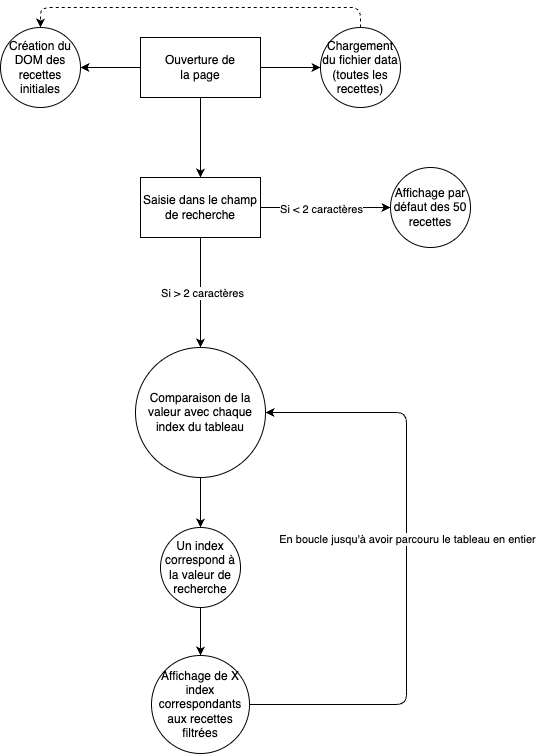 Création du
DOM des
recettes
initiales
Ouverture de
la page
Chargement
du fichier data
(toutes les
recettes)
Saisie dans le champ
de recherche
Si < 2 caractères
Affichage par
défaut des 50
recettes
Si > 2 caractères
Comparaison de la
valeur avec chaque
index du tableau
En boucle jusqu'à avoir parcouru le tableau en entier
Un index
correspond à
la valeur de
recherche
Affichage de X
index
correspondants
aux recettes
filtrées